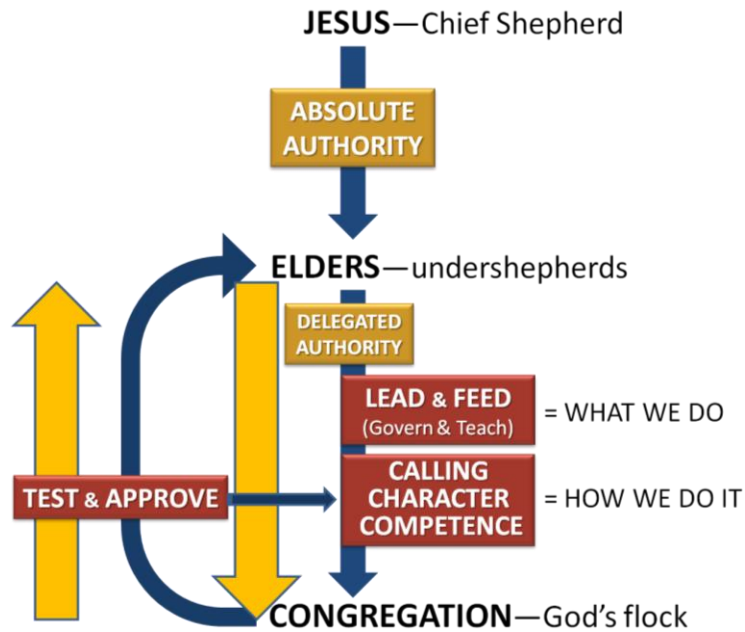 JESUS—Chief Shepherd
ABSOLUTE
AUTHORITY
ELDERS—undershepherds
DELEGATED
AUTHORITY
LEAD & FEED
(Govern & Teach)
= WHAT WE DO
TEST & APPROVE
CALLING
CHARACTER
COMPETENCE
= HOW WE DO IT
CONGREGATION—God’s flock